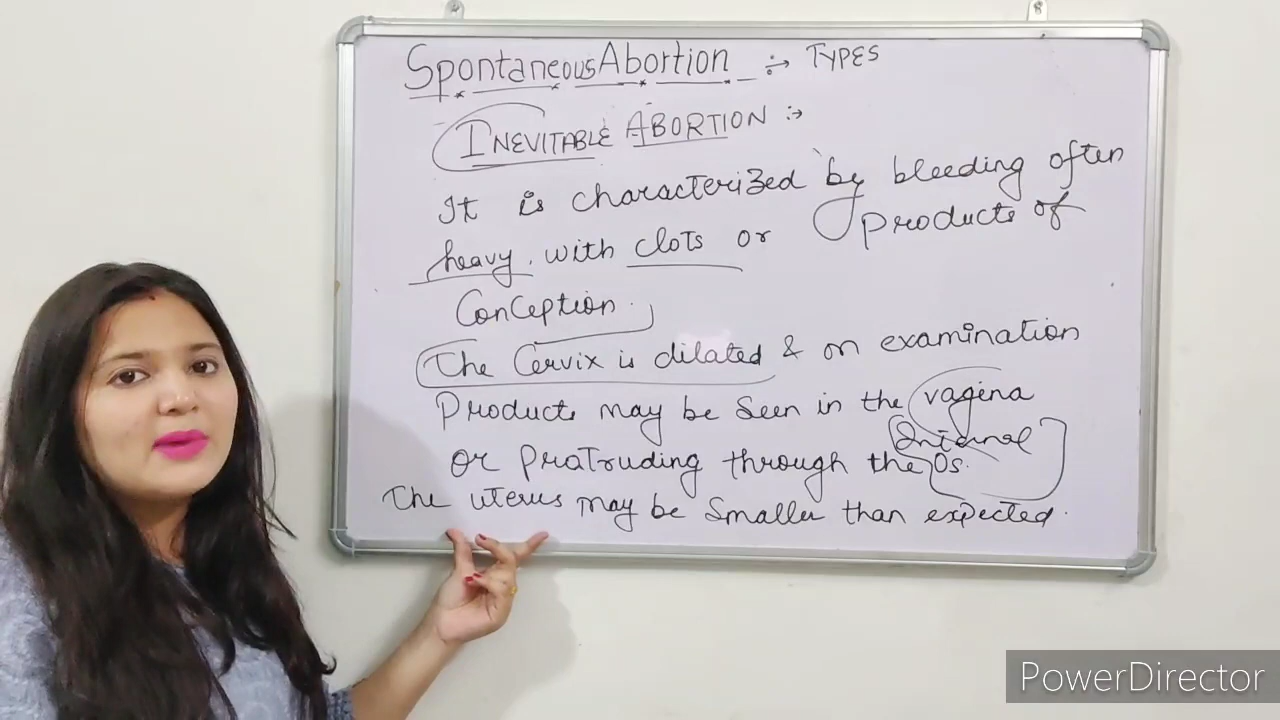 Spontaneous Abortion :→ TYPES
INEVITABLE ABORTION :→
It is characterized by bleeding often
heavy, with clots or products of
Conception.
The Cervix is dilated & on examination
Products may be seen in the vagina
or pratruding through the Internal Os.
The uterus may be smaller than expected.
PowerDirector